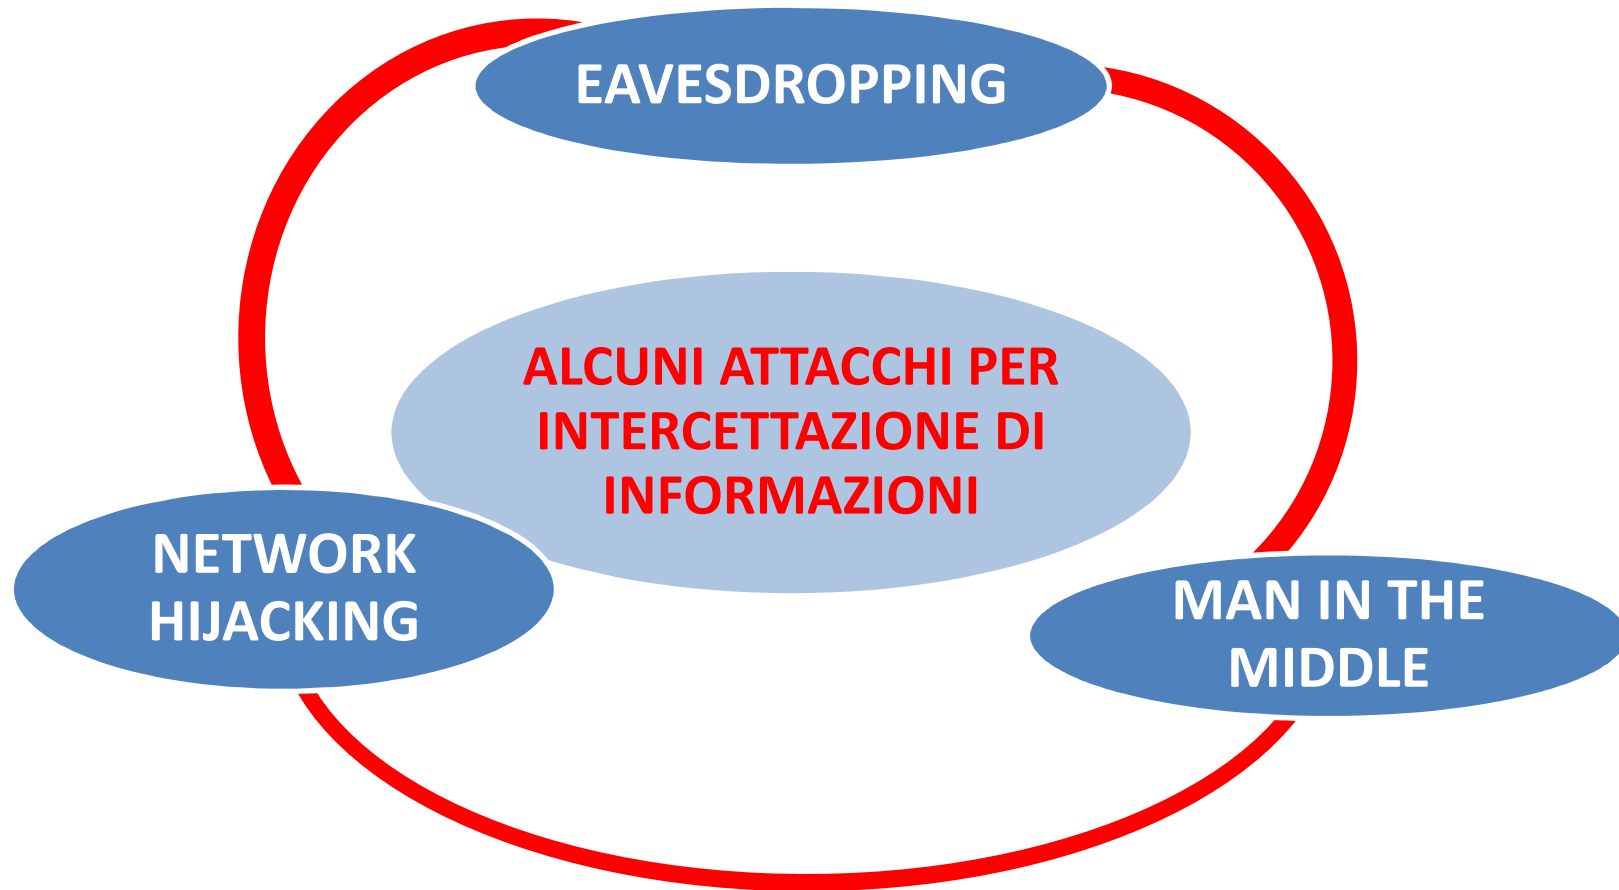 EAVESDROPPING
ALCUNI ATTACCHI PER
INTERCETTAZIONE DI
INFORMAZIONI
NETWORK
HIJACKING
MAN IN THE
MIDDLE